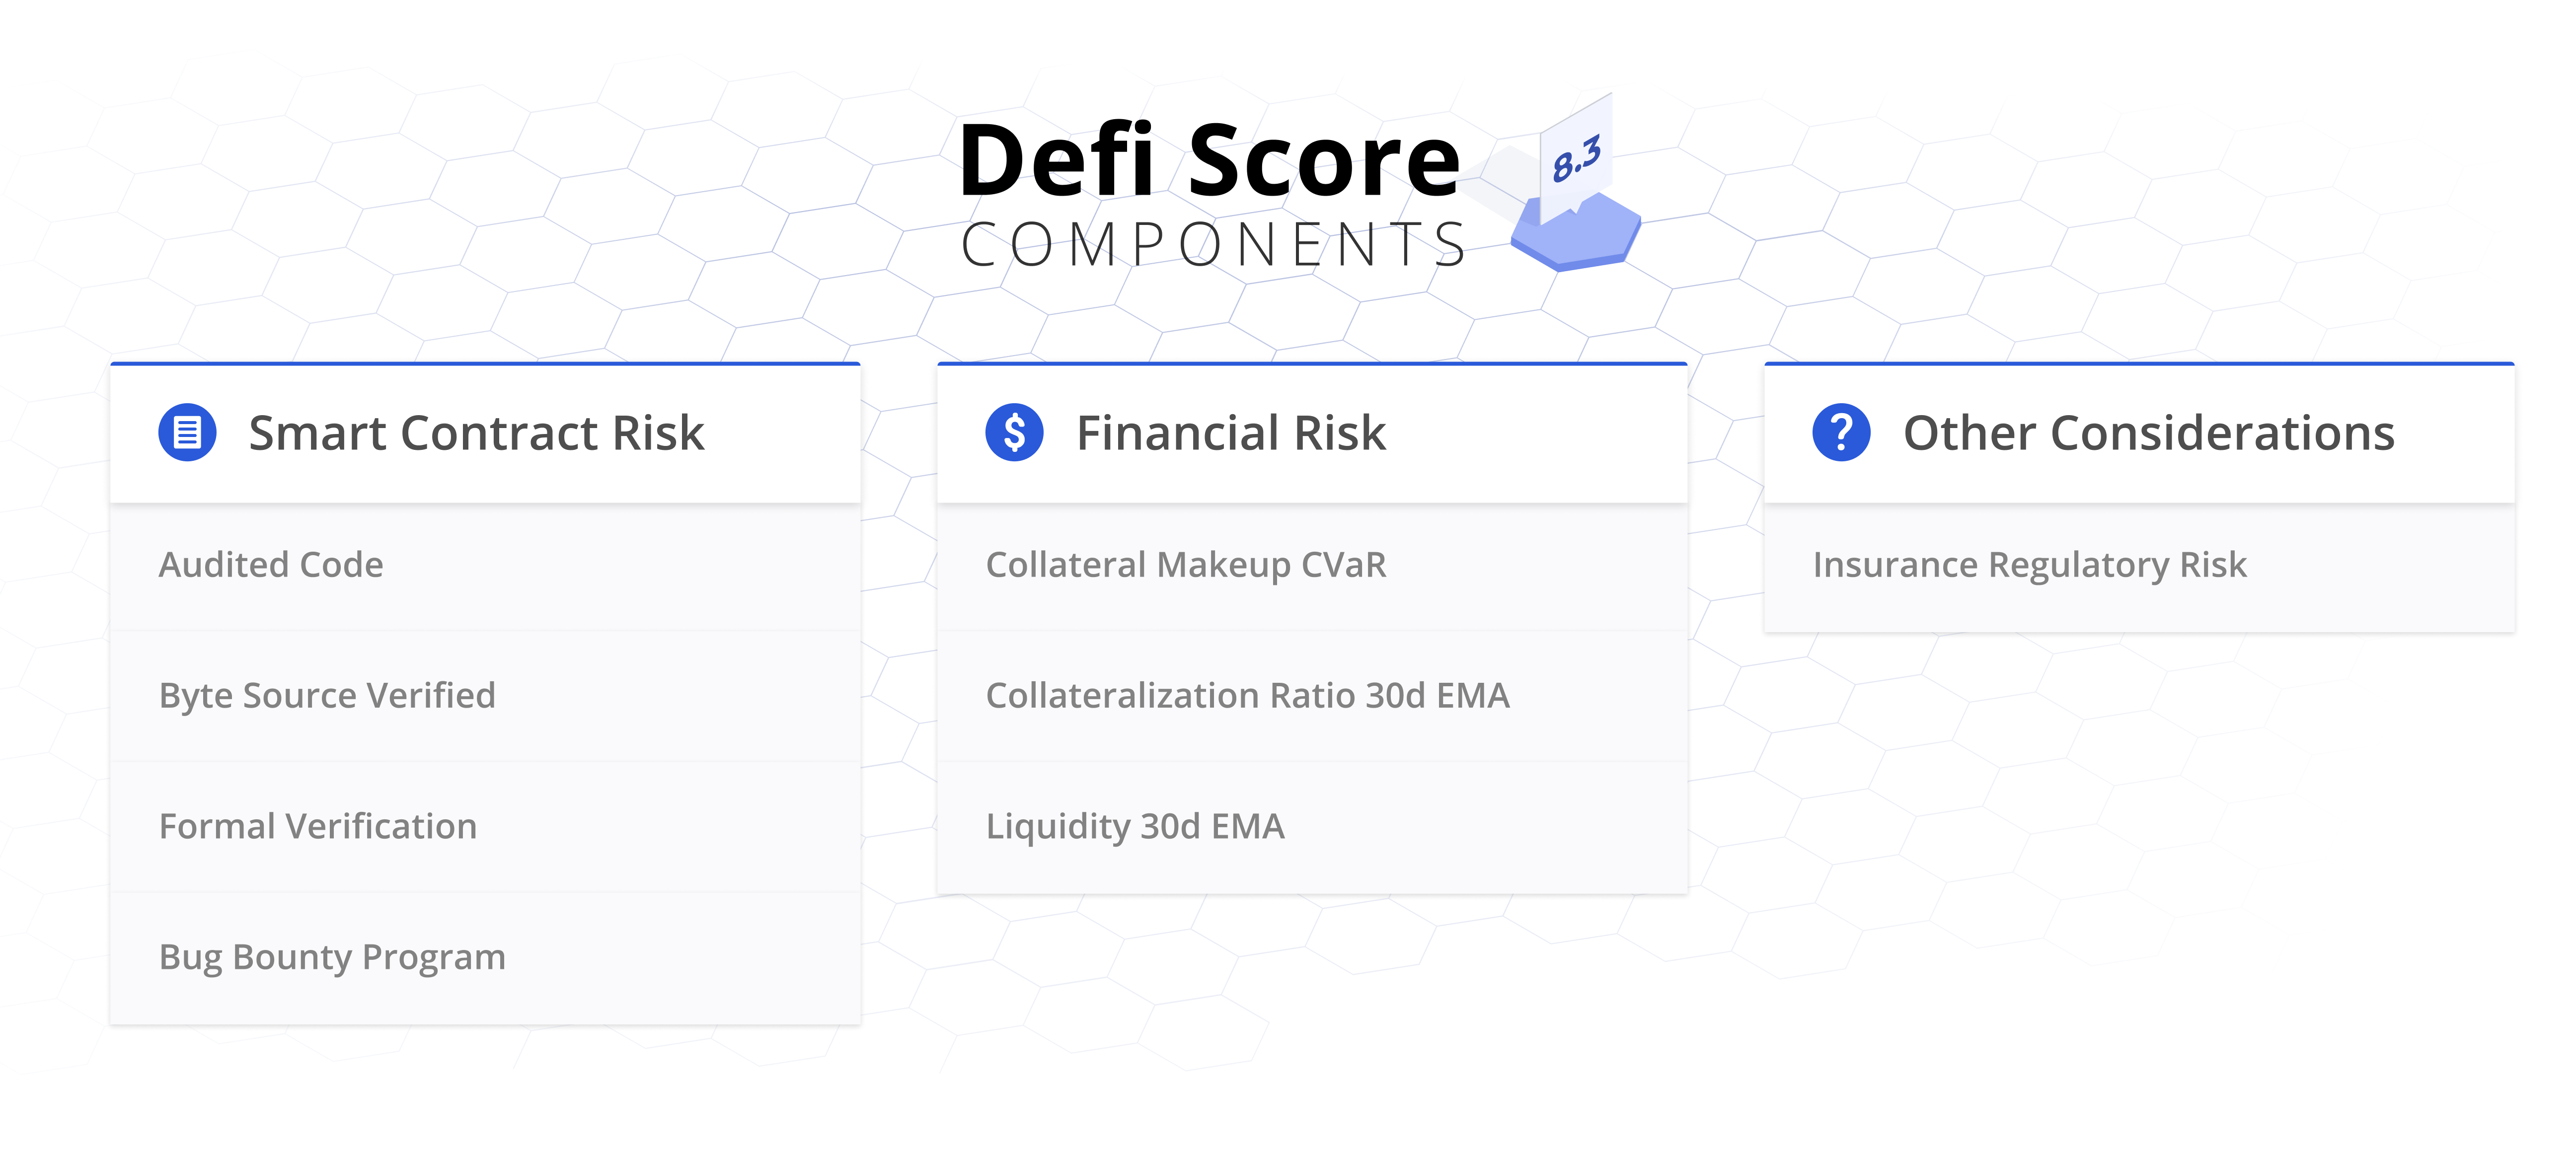 Defi Score
8.3
COMPONENTS
Smart Contract Risk
Audited Code
Byte Source Verified
Formal Verification
Bug Bounty Program
Financial Risk
Collateral Makeup CVaR
Collateralization Ratio 30d EMA
Liquidity 30d EMA
Other Considerations
Insurance Regulatory Risk